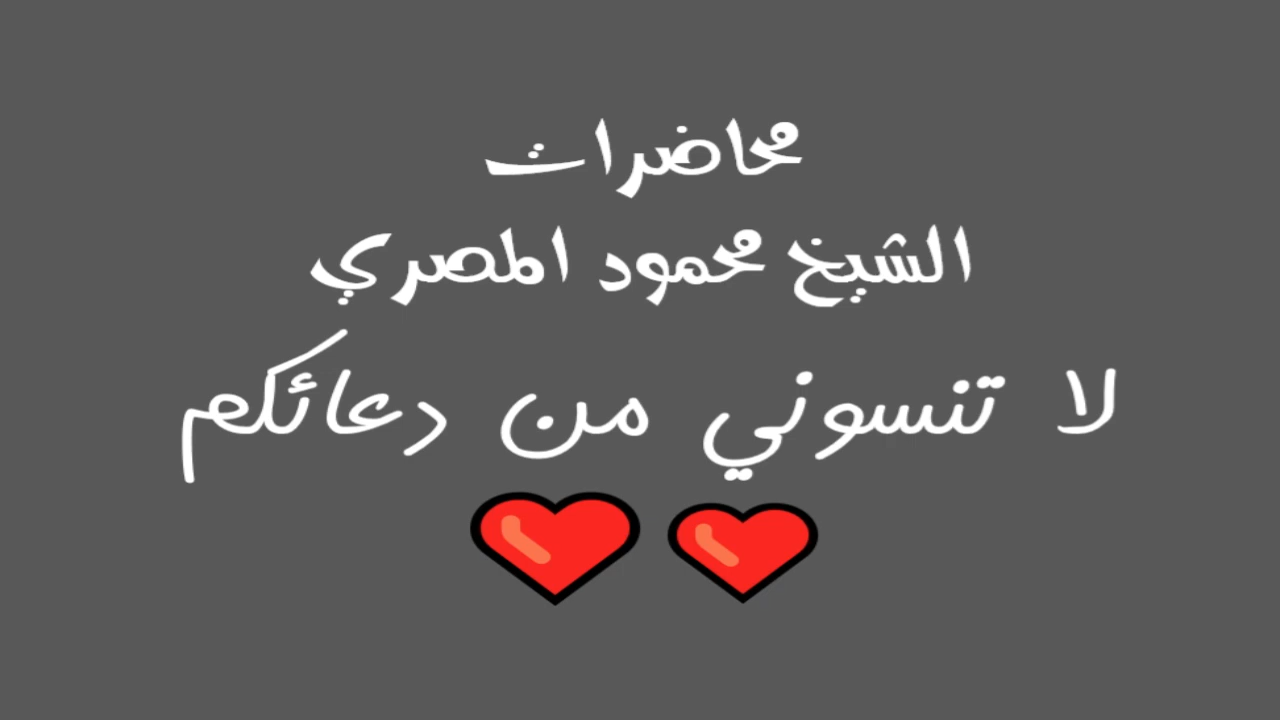 محاضرات
الشيخ محمود المصري
لا تنسوني من دعائكم